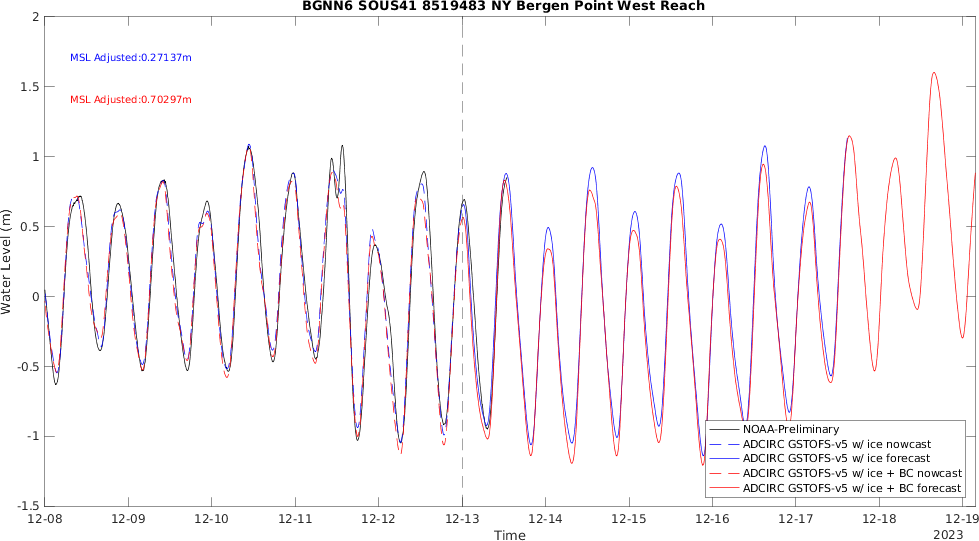 BGNN6 SOUS41 8519483 NY Bergen Point West Reach
MSL Adjusted:0.27137m
MSL Adjusted:0.70297m
Water Level (m)
2
1.5
1
0.5
0
-0.5
-1
-1.5
NOAA-Preliminary
ADCIRC GSTOFS-v5 w/ ice nowcast
ADCIRC GSTOFS-v5 w/ ice forecast
ADCIRC GSTOFS-v5 w/ ice + BC nowcast
ADCIRC GSTOFS-v5 w/ ice + BC forecast
12-08 12-09 12-10 12-11 12-12 12-13 12-14 12-15 12-16 12-17 12-18 12-19
Time
2023